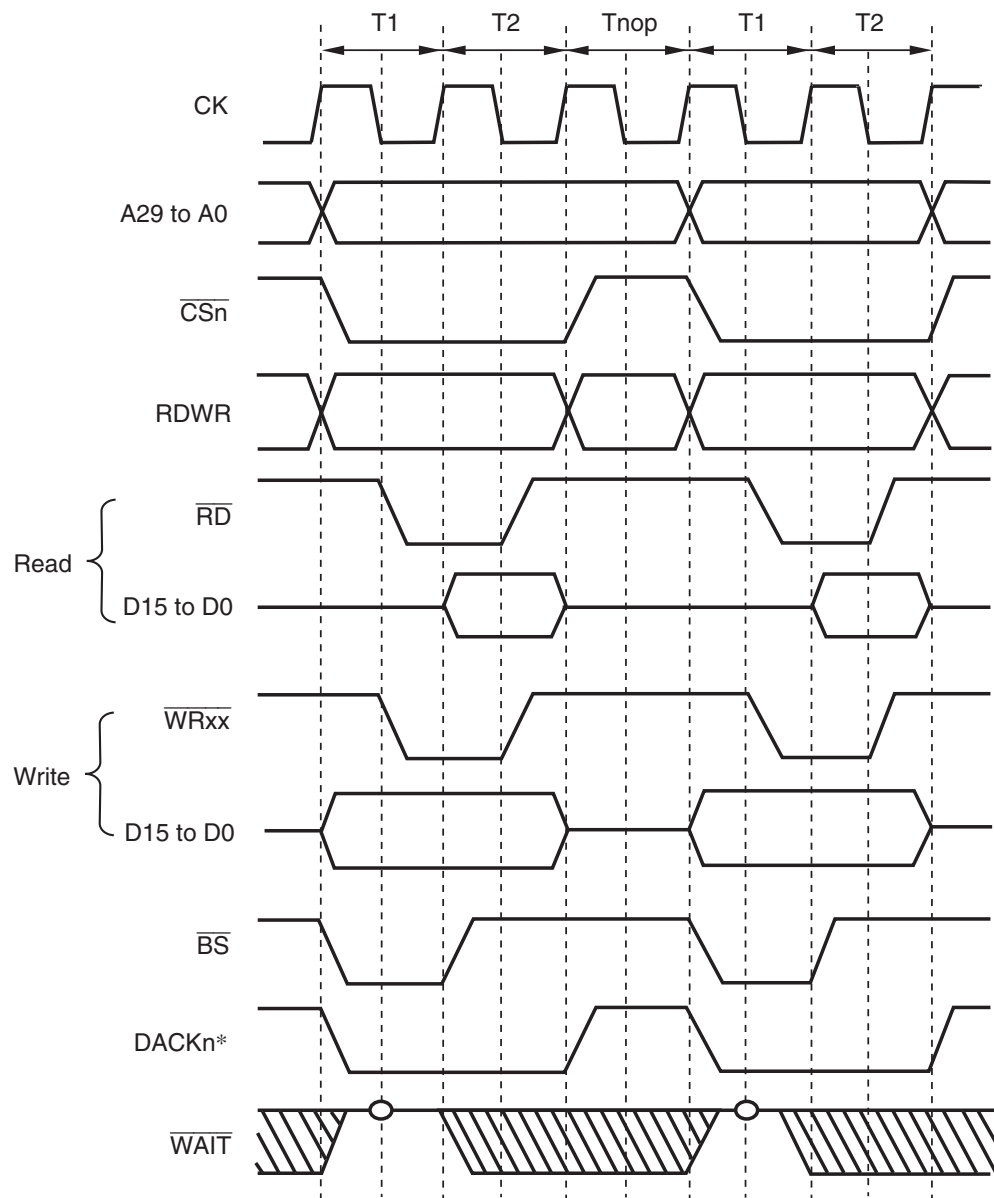 T1 T2 Tnop T1 T2
CK
A29 to A0
CSn
RDWR
RD
Read
D15 to D0
WRxx
Write
D15 to D0
BS
DACKn*
WAIT